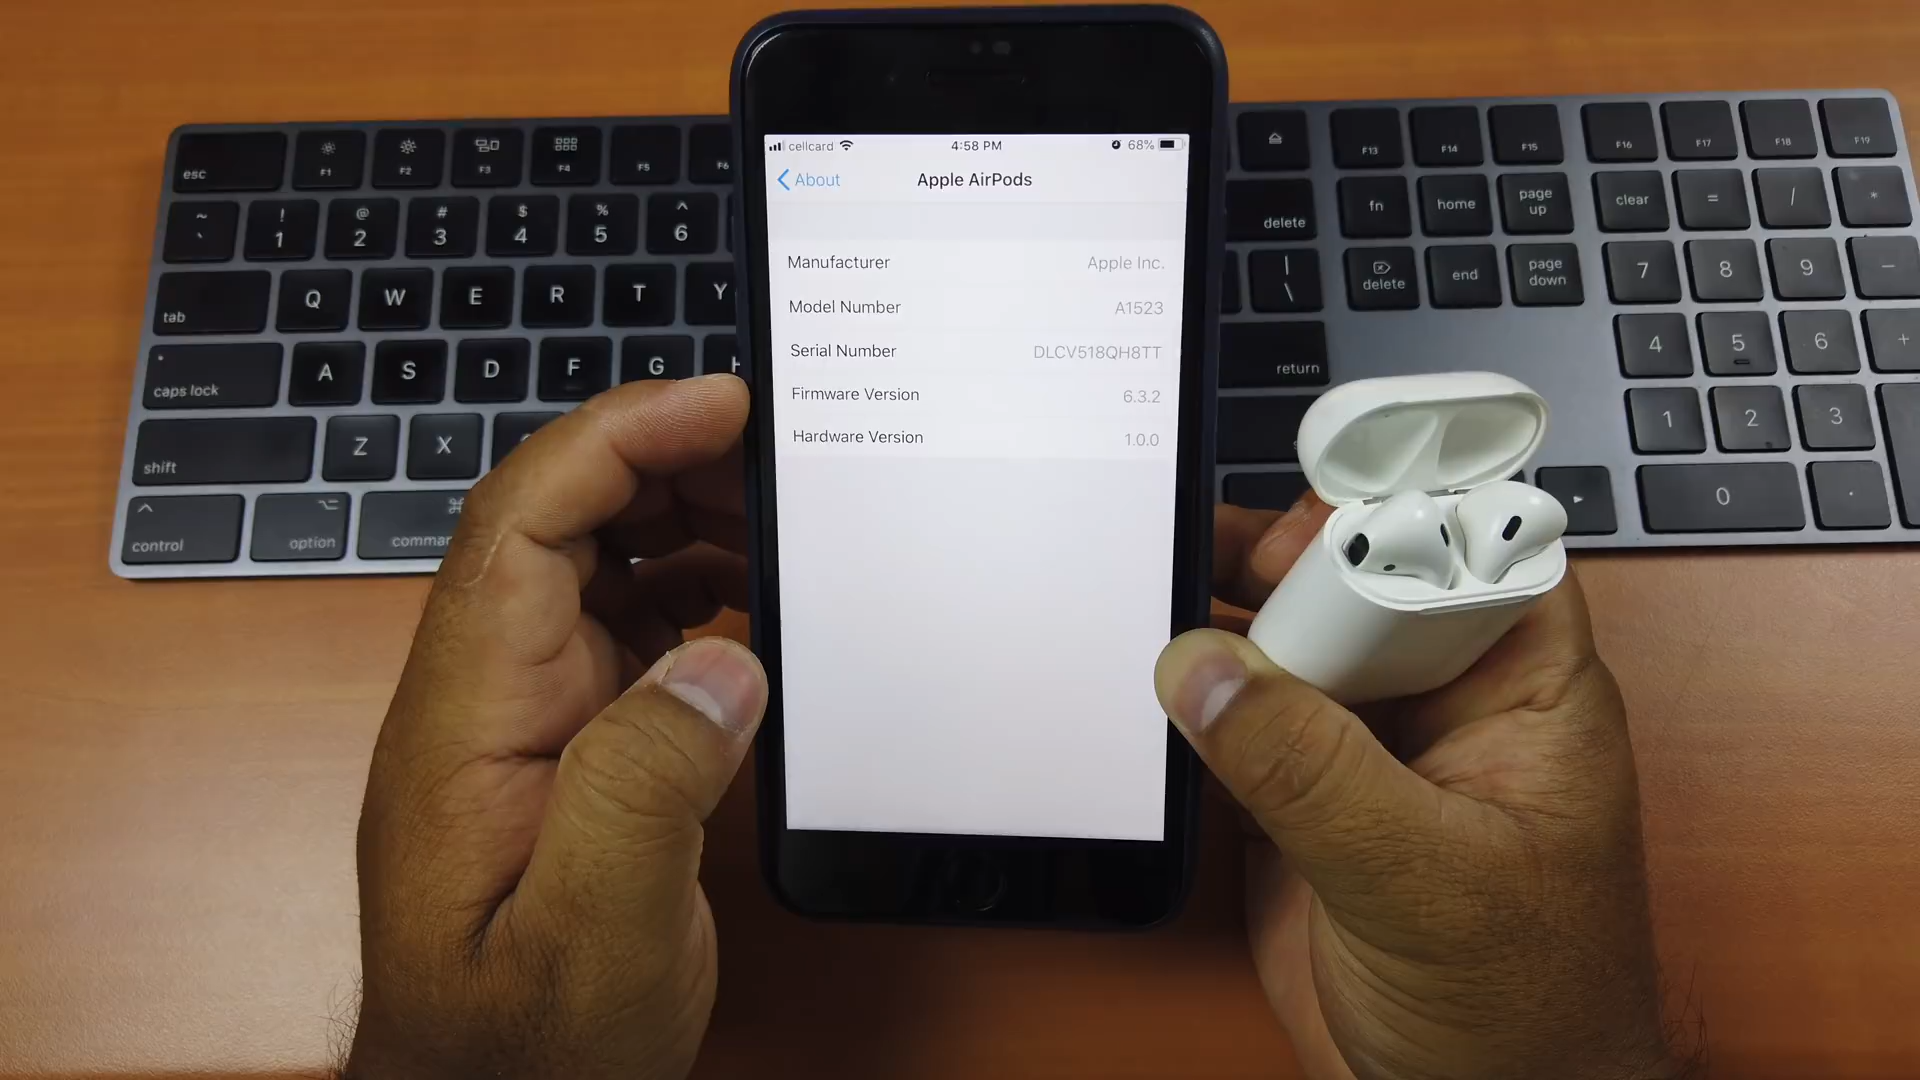 cellcard 4:58 PM 68%
About Apple AirPods
Manufacturer Apple Inc.
Model Number A1523
Serial Number DLCV518QH8TT
Firmware Version 6.3.2
Hardware Version 1.0.0
esc F1 F2 F3 F4 F5 F6
~ ` ! 1 @ 2 # 3 $ 4 % 5 ^ 6
tab Q W E R T Y
caps lock A S D F G H
shift Z X
control option command
F13 F14 F15 F16 F17 F18 F19
delete fn home page up clear = / *
| \ delete end page down 7 8 9 −
return 4 5 6 +
1 2 3
0 .